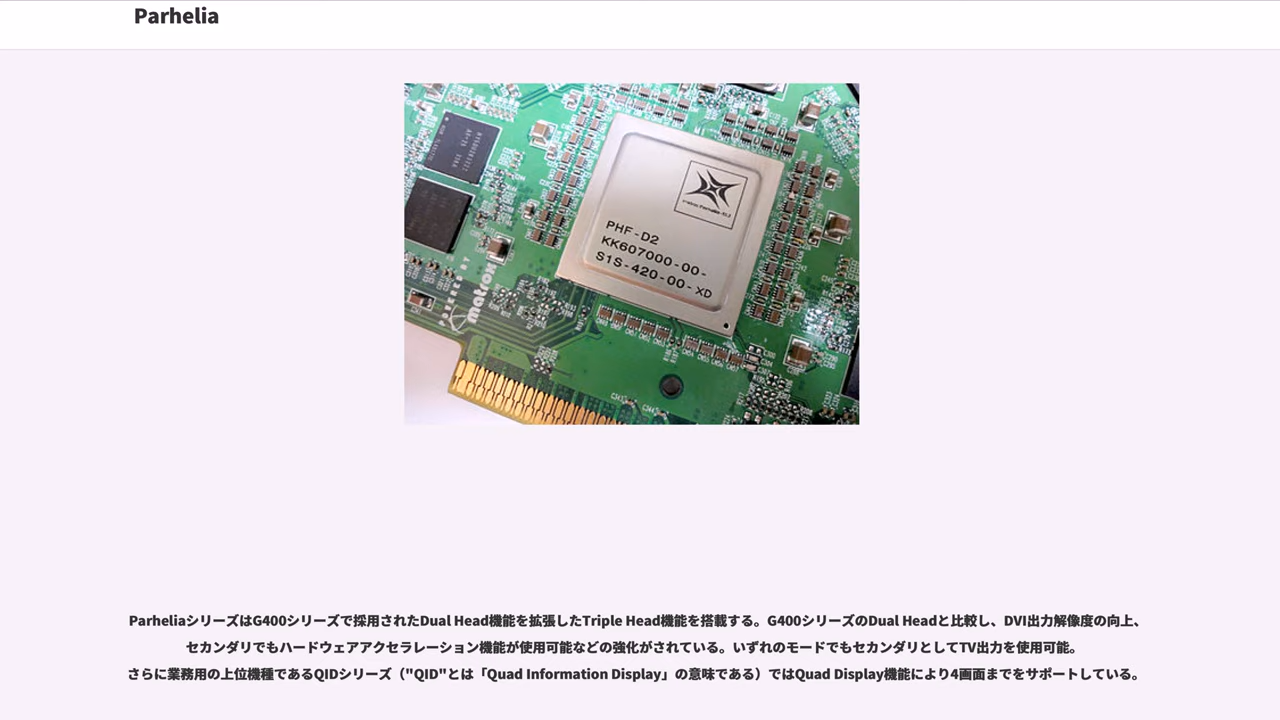 Parhelia
PHF-D2
KK607000-00-
S1S-420-00-XD
POWERED BY
matrox
ParheliaシリーズはG400シリーズで採用されたDual Head機能を拡張したTriple Head機能を搭載する。G400シリーズのDual Headと比較し、DVI出力解像度の向上、
セカンダリでもハードウェアアクセラレーション機能が使用可能などの強化がされている。いずれのモードでもセカンダリとしてTV出力を使用可能。
さらに業務用の上位機種であるQIDシリーズ（"QID"とは「Quad Information Display」の意味である）ではQuad Display機能により4画面までをサポートしている。